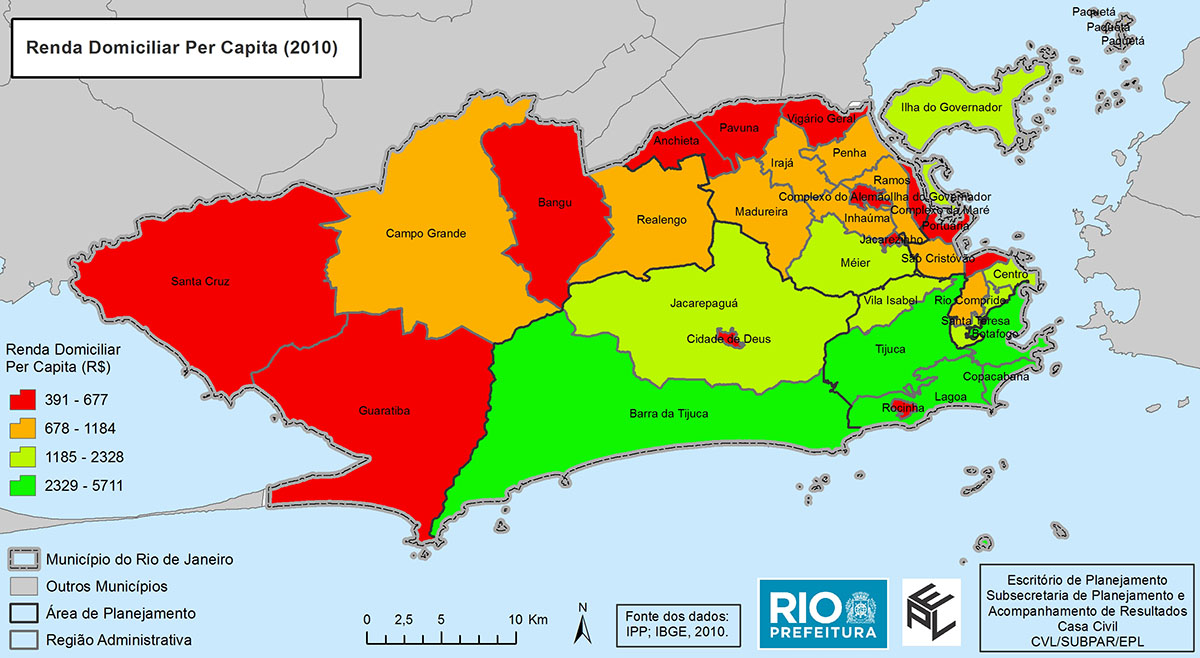 Renda Domiciliar Per Capita (2010)
Paquetá
Paquetá
Paquetá
Ilha do Governador
Vigário Geral
Pavuna
Anchieta
Penha
Irajá
Ramos
Complexo do Alemão
Ilha do Governador
Bangu
Madureira
Complexo da Maré
Realengo
Inhaúma
Portuária
Campo Grande
Jacarezinho
São Cristóvão
Méier
Centro
Santa Cruz
Jacarepaguá
Vila Isabel
Rio Comprido
Santa Teresa
Cidade de Deus
Botafogo
Tijuca
Copacabana
Lagoa
Guaratiba
Barra da Tijuca
Rocinha
Renda Domiciliar
Per Capita (R$)
391 - 677
678 - 1184
1185 - 2328
2329 - 5711
Município do Rio de Janeiro
Outros Municípios
Área de Planejamento
Região Administrativa
0 2,5 5 10 Km
N
Fonte dos dados:
IPP; IBGE, 2010.
RIO
PREFEITURA
EPL
Escritório de Planejamento
Subsecretaria de Planejamento e
Acompanhamento de Resultados
Casa Civil
CVL/SUBPAR/EPL